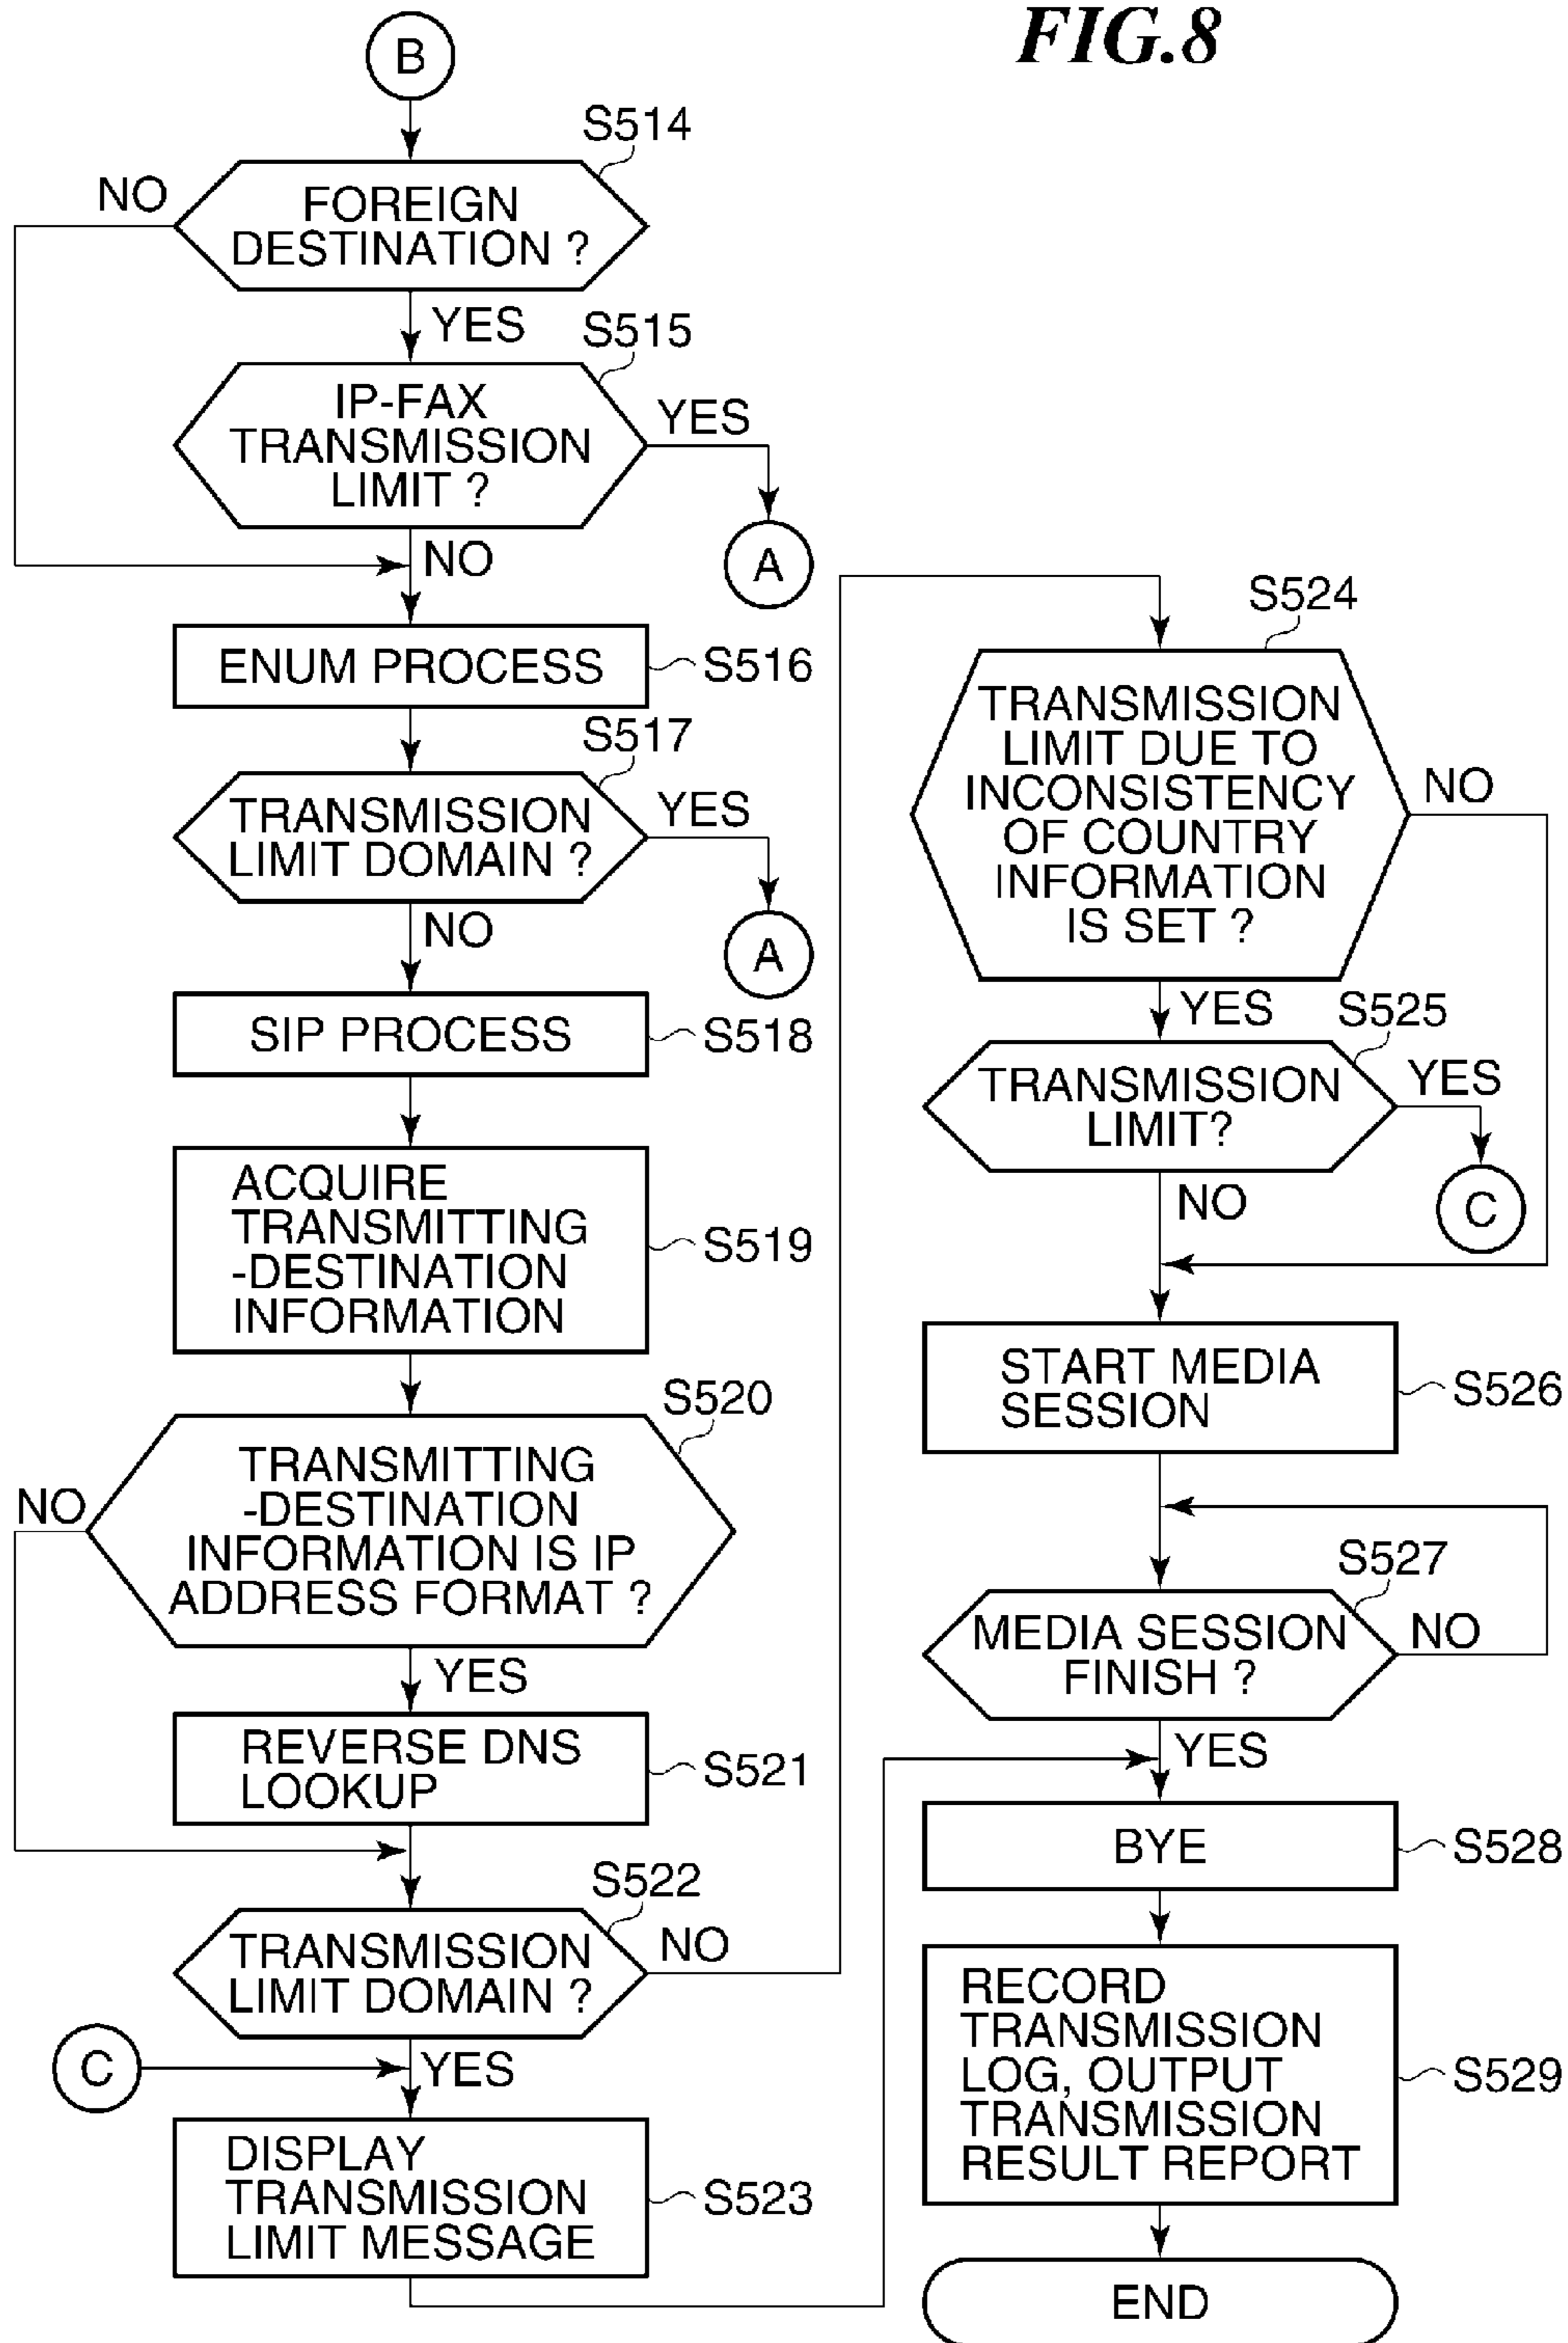 FIG.8
B
S514
NO
FOREIGN
DESTINATION ?
YES
S515
IP-FAX
TRANSMISSION
LIMIT ?
YES
A
NO
ENUM PROCESS
S516
S517
TRANSMISSION
LIMIT DOMAIN ?
YES
A
NO
SIP PROCESS
S518
ACQUIRE
TRANSMITTING
-DESTINATION
INFORMATION
S519
S520
NO
TRANSMITTING
-DESTINATION
INFORMATION IS IP
ADDRESS FORMAT ?
YES
REVERSE DNS
LOOKUP
S521
S522
TRANSMISSION
LIMIT DOMAIN ?
NO
C
YES
DISPLAY
TRANSMISSION
LIMIT MESSAGE
S523
S524
TRANSMISSION
LIMIT DUE TO
INCONSISTENCY
OF COUNTRY
INFORMATION
IS SET ?
NO
YES
S525
TRANSMISSION
LIMIT?
YES
C
NO
START MEDIA
SESSION
S526
S527
MEDIA SESSION
FINISH ?
NO
YES
BYE
S528
RECORD
TRANSMISSION
LOG, OUTPUT
TRANSMISSION
RESULT REPORT
S529
END